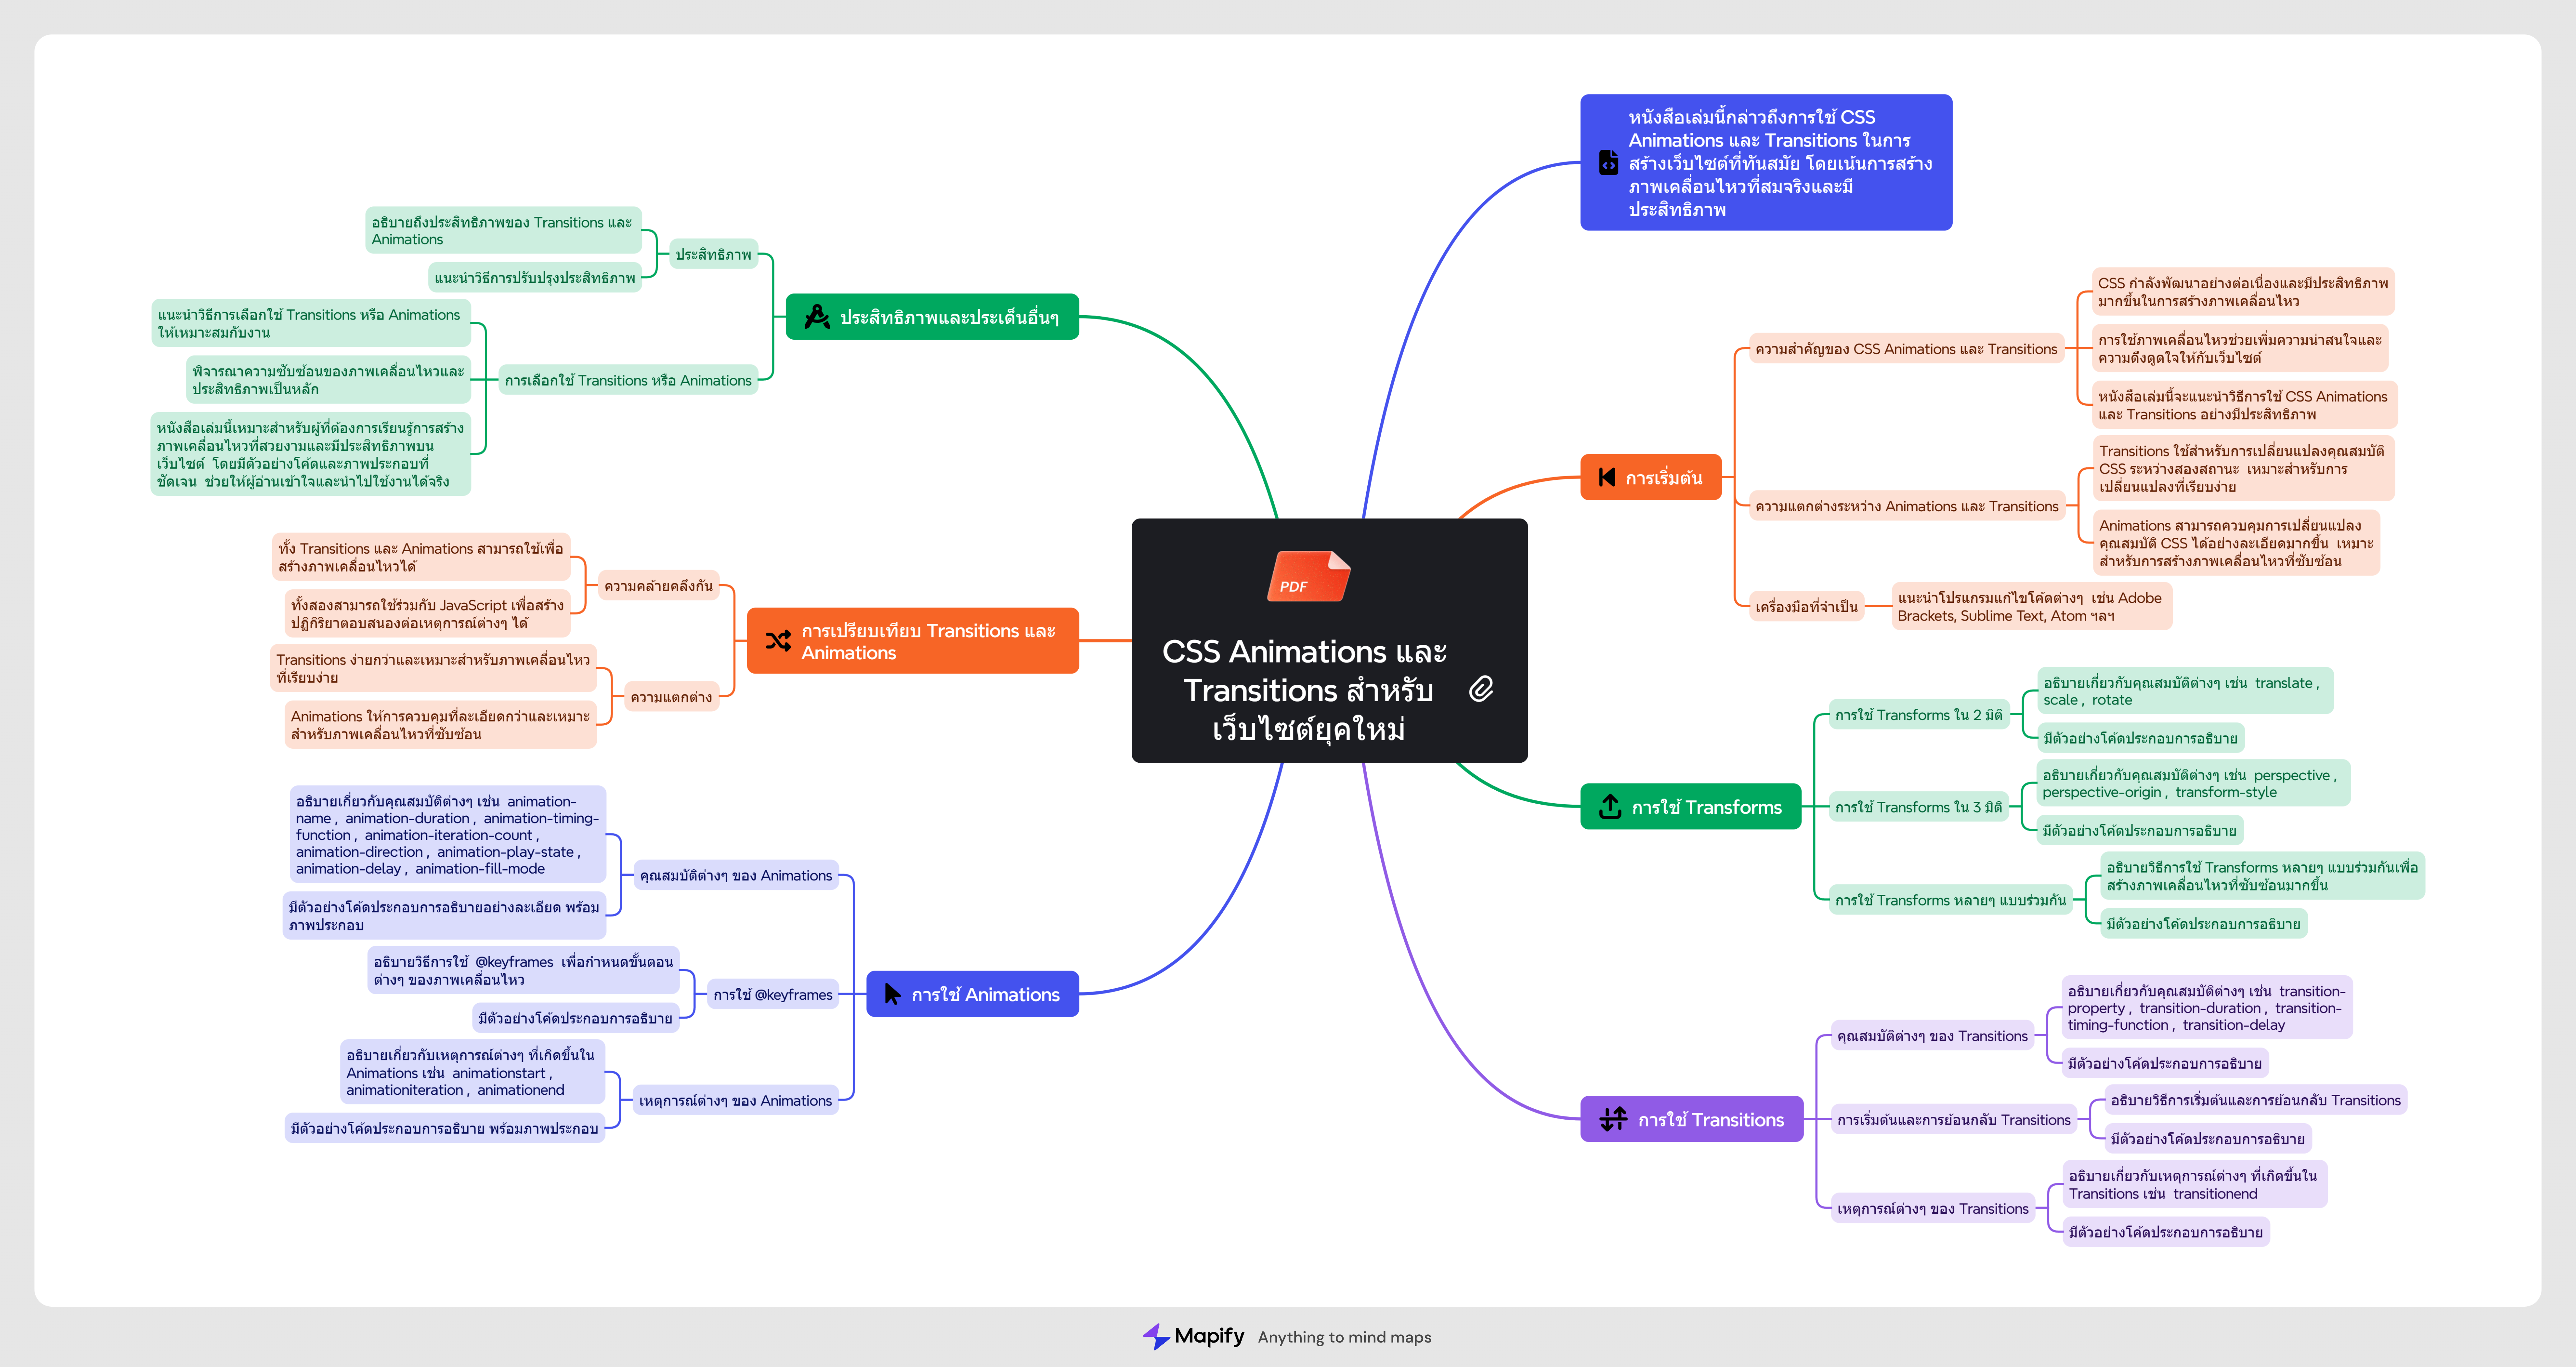 CSS Animations และ
Transitions สำหรับ
เว็บไซต์ยุคใหม่
PDF
หนังสือเล่มนี้กล่าวถึงการใช้ CSS
Animations และ Transitions ในการ
สร้างเว็บไซต์ที่ทันสมัย โดยเน้นการสร้าง
ภาพเคลื่อนไหวที่สมจริงและมี
ประสิทธิภาพ
การเริ่มต้น
ความสำคัญของ CSS Animations และ Transitions
CSS กำลังพัฒนาอย่างต่อเนื่องและมีประสิทธิภาพ
มากขึ้นในการสร้างภาพเคลื่อนไหว
การใช้ภาพเคลื่อนไหวช่วยเพิ่มความน่าสนใจและ
ความดึงดูดใจให้กับเว็บไซต์
หนังสือเล่มนี้จะแนะนำวิธีการใช้ CSS Animations
และ Transitions อย่างมีประสิทธิภาพ
ความแตกต่างระหว่าง Animations และ Transitions
Transitions ใช้สำหรับการเปลี่ยนแปลงคุณสมบัติ
CSS ระหว่างสองสถานะ เหมาะสำหรับการ
เปลี่ยนแปลงที่เรียบง่าย
Animations สามารถควบคุมการเปลี่ยนแปลง
คุณสมบัติ CSS ได้อย่างละเอียดมากขึ้น เหมาะ
สำหรับการสร้างภาพเคลื่อนไหวที่ซับซ้อน
เครื่องมือที่จำเป็น
แนะนำโปรแกรมแก้ไขโค้ดต่างๆ เช่น Adobe
Brackets, Sublime Text, Atom ฯลฯ
การใช้ Transforms
การใช้ Transforms ใน 2 มิติ
อธิบายเกี่ยวกับคุณสมบัติต่างๆ เช่น translate ,
scale , rotate
มีตัวอย่างโค้ดประกอบการอธิบาย
การใช้ Transforms ใน 3 มิติ
อธิบายเกี่ยวกับคุณสมบัติต่างๆ เช่น perspective ,
perspective-origin , transform-style
มีตัวอย่างโค้ดประกอบการอธิบาย
การใช้ Transforms หลายๆ แบบร่วมกัน
อธิบายวิธีการใช้ Transforms หลายๆ แบบร่วมกันเพื่อ
สร้างภาพเคลื่อนไหวที่ซับซ้อนมากขึ้น
มีตัวอย่างโค้ดประกอบการอธิบาย
การใช้ Transitions
คุณสมบัติต่างๆ ของ Transitions
อธิบายเกี่ยวกับคุณสมบัติต่างๆ เช่น transition-
property , transition-duration , transition-
timing-function , transition-delay
มีตัวอย่างโค้ดประกอบการอธิบาย
การเริ่มต้นและการย้อนกลับ Transitions
อธิบายวิธีการเริ่มต้นและการย้อนกลับ Transitions
มีตัวอย่างโค้ดประกอบการอธิบาย
เหตุการณ์ต่างๆ ของ Transitions
อธิบายเกี่ยวกับเหตุการณ์ต่างๆ ที่เกิดขึ้นใน
Transitions เช่น transitionend
มีตัวอย่างโค้ดประกอบการอธิบาย
การใช้ Animations
คุณสมบัติต่างๆ ของ Animations
อธิบายเกี่ยวกับคุณสมบัติต่างๆ เช่น animation-
name , animation-duration , animation-timing-
function , animation-iteration-count ,
animation-direction , animation-play-state ,
animation-delay , animation-fill-mode
มีตัวอย่างโค้ดประกอบการอธิบายอย่างละเอียด พร้อม
ภาพประกอบ
การใช้ @keyframes
อธิบายวิธีการใช้ @keyframes เพื่อกำหนดขั้นตอน
ต่างๆ ของภาพเคลื่อนไหว
มีตัวอย่างโค้ดประกอบการอธิบาย
เหตุการณ์ต่างๆ ของ Animations
อธิบายเกี่ยวกับเหตุการณ์ต่างๆ ที่เกิดขึ้นใน
Animations เช่น animationstart ,
animationiteration , animationend
มีตัวอย่างโค้ดประกอบการอธิบาย พร้อมภาพประกอบ
การเปรียบเทียบ Transitions และ
Animations
ความคล้ายคลึงกัน
ทั้ง Transitions และ Animations สามารถใช้เพื่อ
สร้างภาพเคลื่อนไหวได้
ทั้งสองสามารถใช้ร่วมกับ JavaScript เพื่อสร้าง
ปฏิกิริยาตอบสนองต่อเหตุการณ์ต่างๆ ได้
ความแตกต่าง
Transitions ง่ายกว่าและเหมาะสำหรับภาพเคลื่อนไหว
ที่เรียบง่าย
Animations ให้การควบคุมที่ละเอียดกว่าและเหมาะ
สำหรับภาพเคลื่อนไหวที่ซับซ้อน
ประสิทธิภาพและประเด็นอื่นๆ
ประสิทธิภาพ
อธิบายถึงประสิทธิภาพของ Transitions และ
Animations
แนะนำวิธีการปรับปรุงประสิทธิภาพ
การเลือกใช้ Transitions หรือ Animations
แนะนำวิธีการเลือกใช้ Transitions หรือ Animations
ให้เหมาะสมกับงาน
พิจารณาความซับซ้อนของภาพเคลื่อนไหวและ
ประสิทธิภาพเป็นหลัก
หนังสือเล่มนี้เหมาะสำหรับผู้ที่ต้องการเรียนรู้การสร้าง
ภาพเคลื่อนไหวที่สวยงามและมีประสิทธิภาพบน
เว็บไซต์ โดยมีตัวอย่างโค้ดและภาพประกอบที่
ชัดเจน ช่วยให้ผู้อ่านเข้าใจและนำไปใช้งานได้จริง
Mapify Anything to mind maps